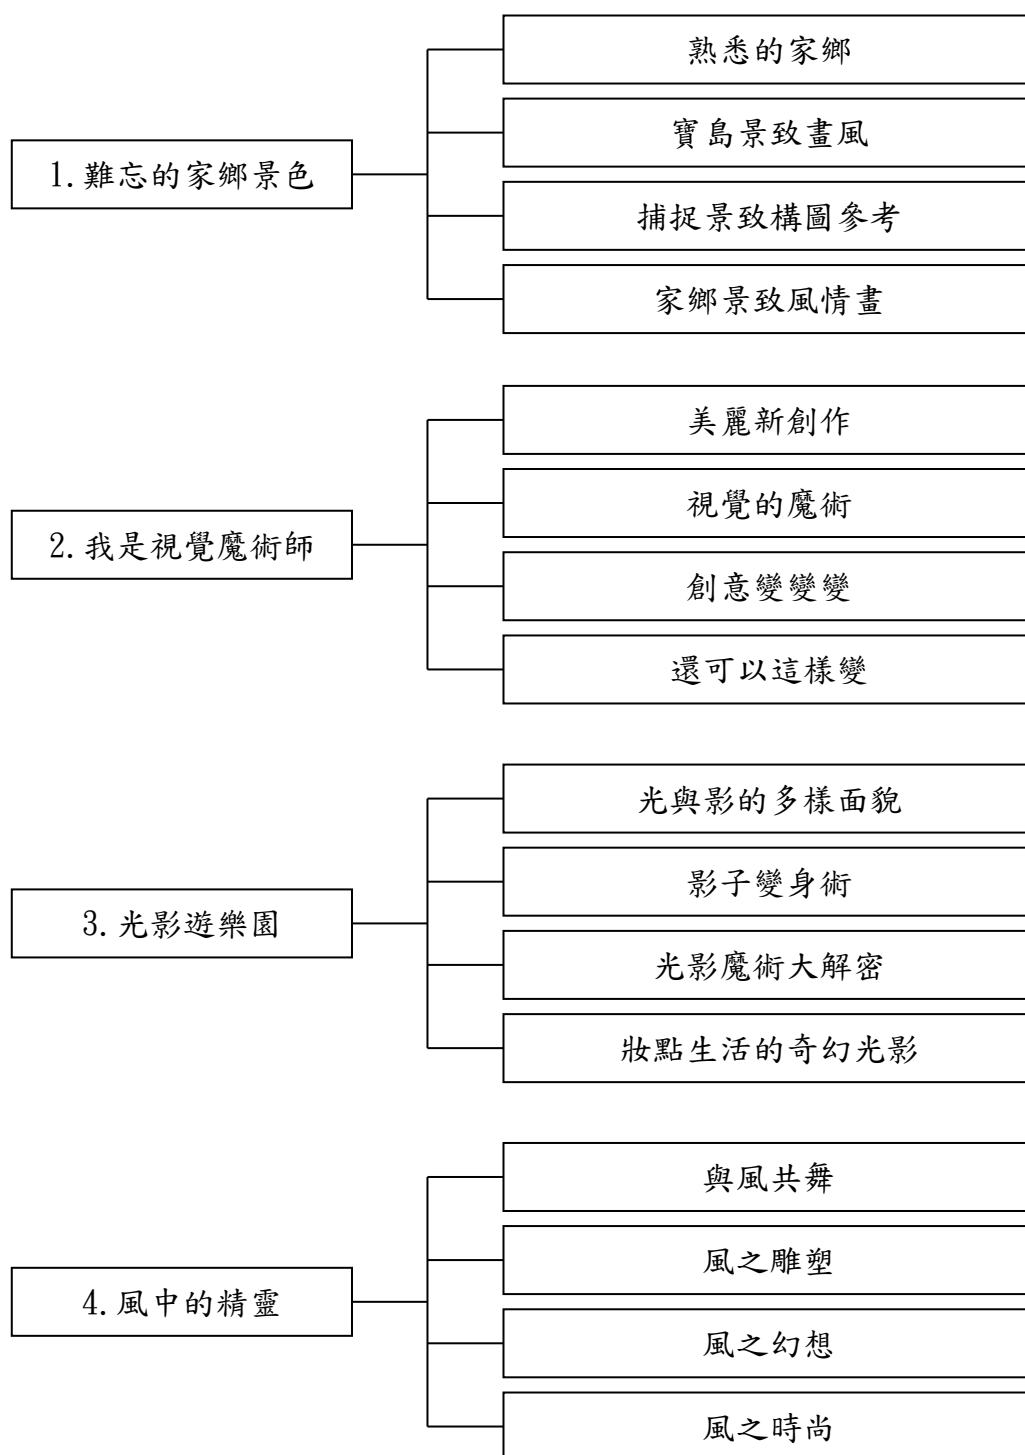 1.難忘的家鄉景色
熟悉的家鄉
寶島景致畫風
捕捉景致構圖參考
家鄉景致風情畫
2.我是視覺魔術師
美麗新創作
視覺的魔術
創意變變變
還可以這樣變
3.光影遊樂園
光與影的多樣面貌
影子變身術
光影魔術大解密
妝點生活的奇幻光影
4.風中的精靈
與風共舞
風之雕塑
風之幻想
風之時尚